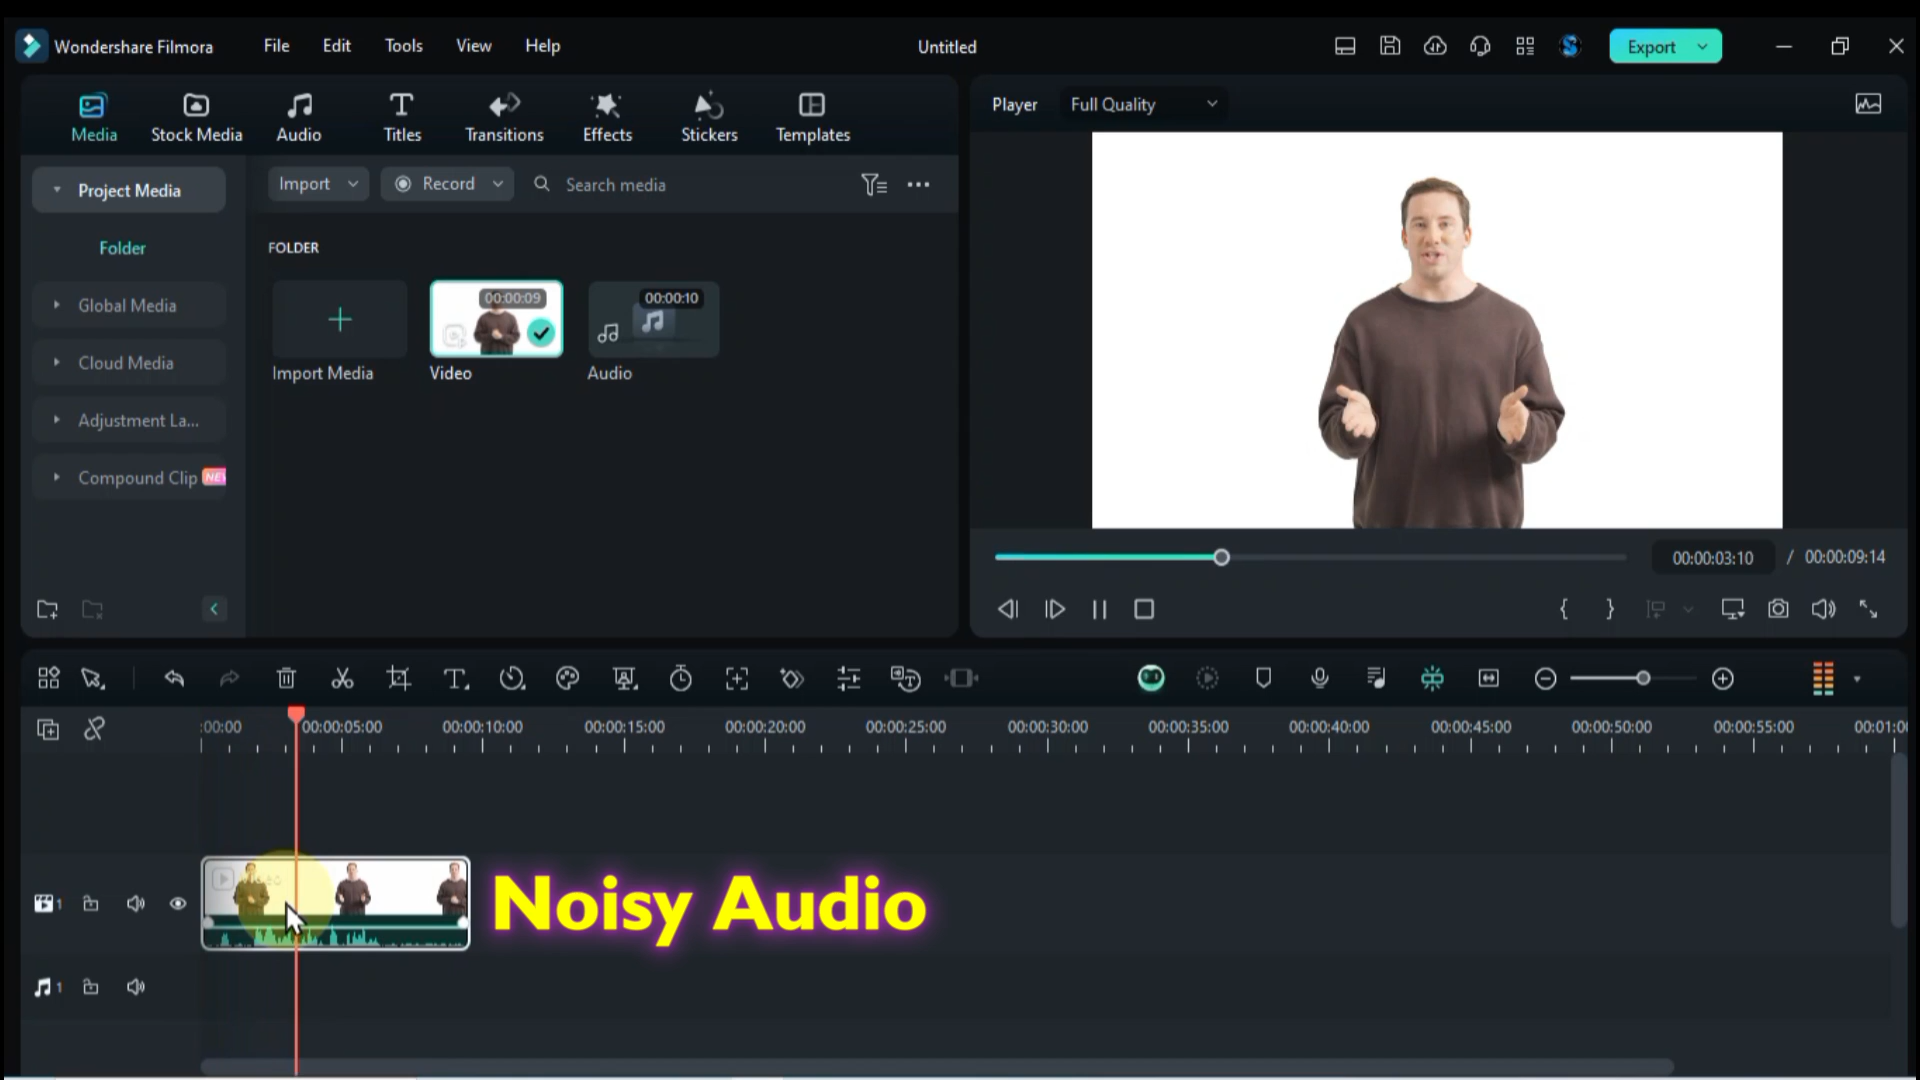 Wondershare Filmora
File
Edit
Tools
View
Help
Untitled
Export
Media
Stock Media
Audio
Titles
Transitions
Effects
Stickers
Templates
Player
Full Quality
Project Media
Import
Record
Search media
Folder
FOLDER
Global Media
Cloud Media
Adjustment La...
Compound Clip
00:00:09
00:00:10
Import Media
Video
Audio
00:00:03:10 / 00:00:09:14
:00:00
00:00:05:00
00:00:10:00
00:00:15:00
00:00:20:00
00:00:25:00
00:00:30:00
00:00:35:00
00:00:40:00
00:00:45:00
00:00:50:00
00:00:55:00
1
Noisy Audio
1